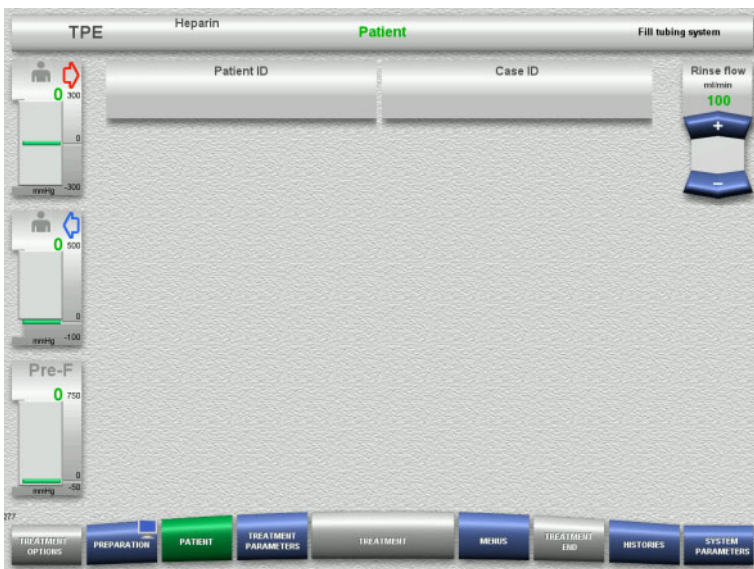 TPE
Heparin
Patient
Fill tubing system
0
300
0
mmHg
-300
Patient ID
Case ID
Rinse flow
ml/min
100
+
−
0
500
0
mmHg
-100
Pre-F
0
750
0
mmHg
-50
277
TREATMENT
OPTIONS
PREPARATION
PATIENT
TREATMENT
PARAMETERS
TREATMENT
MENUS
TREATMENT
END
HISTORIES
SYSTEM
PARAMETERS